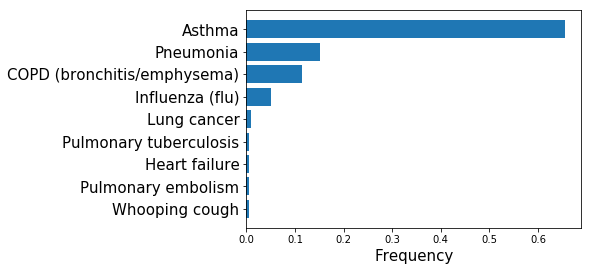 Asthma
Pneumonia
COPD (bronchitis/emphysema)
Influenza (flu)
Lung cancer
Pulmonary tuberculosis
Heart failure
Pulmonary embolism
Whooping cough
0.0 0.1 0.2 0.3 0.4 0.5 0.6
Frequency